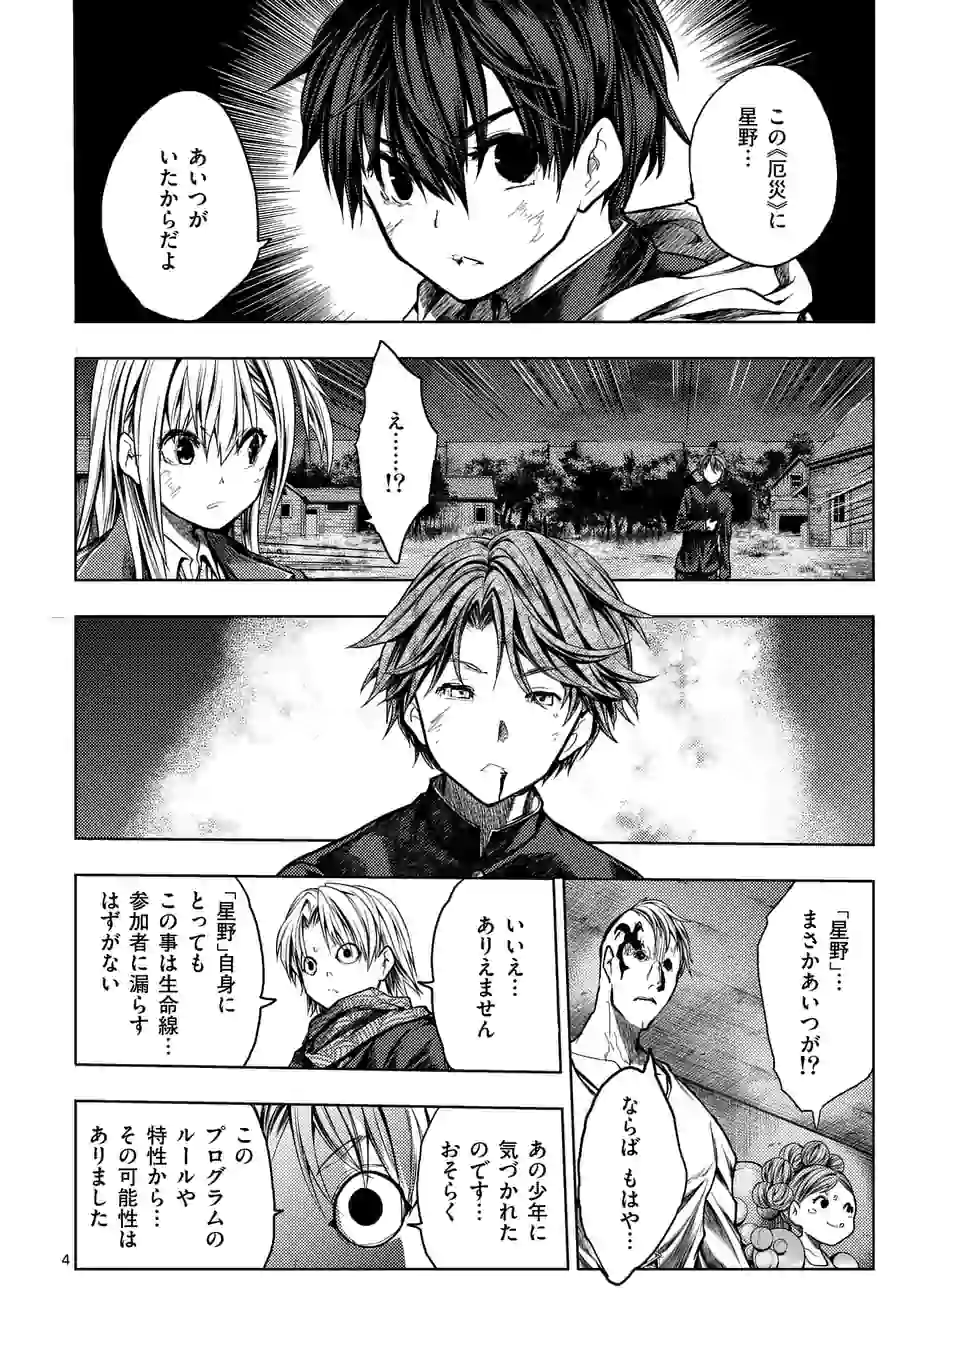 この《厄災》に
星野…
あいつが
いたからだよ
え………!?
「星野」…
まさかあいつが!?
ならば もはや…
いいえ…
ありえません
「星野」自身に
とっても
この事は生命線…
参加者に漏らす
はずがない
あの少年に
気づかれた
のです…
おそらく
この
プログラムの
ルールや
特性から…
その可能性は
ありました
4